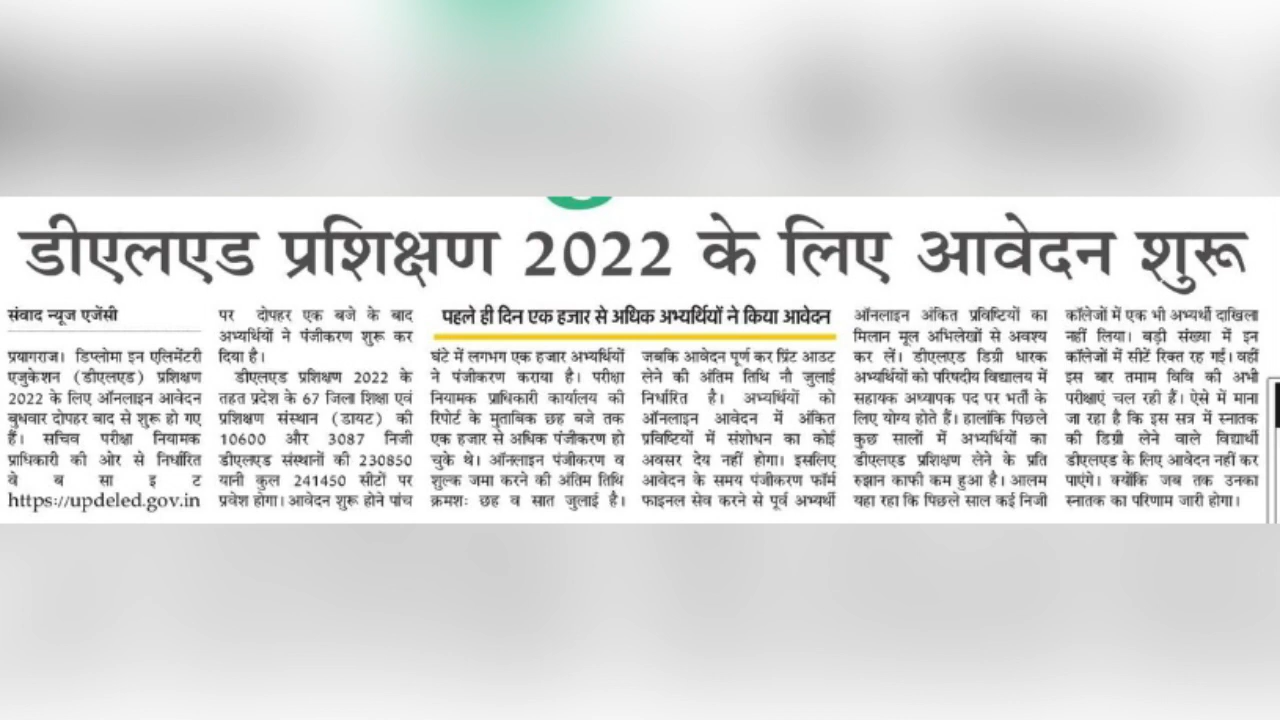 डीएलएड प्रशिक्षण 2022 के लिए आवेदन शुरू
संवाद न्यूज एजेंसी
प्रयागराज। डिप्लोमा इन एलिमेंटरी
एजुकेशन (डीएलएड) प्रशिक्षण
2022 के लिए ऑनलाइन आवेदन
बुधवार दोपहर बाद से शुरू हो गए
हैं। सचिव परीक्षा नियामक
प्राधिकारी की ओर से निर्धारित
वे ब सा इ ट
https://updeled.gov.in
पर दोपहर एक बजे के बाद
अभ्यर्थियों ने पंजीकरण शुरू कर
दिया है।
डीएलएड प्रशिक्षण 2022 के
तहत प्रदेश के 67 जिला शिक्षा एवं
प्रशिक्षण संस्थान (डायट) की
10600 और 3087 निजी
डीएलएड संस्थानों की 230850
यानी कुल 241450 सीटों पर
प्रवेश होगा। आवेदन शुरू होने पांच
पहले ही दिन एक हजार से अधिक अभ्यर्थियों ने किया आवेदन
घंटे में लगभग एक हजार अभ्यर्थियों
ने पंजीकरण कराया है। परीक्षा
नियामक प्राधिकारी कार्यालय की
रिपोर्ट के मुताबिक छह बजे तक
एक हजार से अधिक पंजीकरण हो
चुके थे। ऑनलाइन पंजीकरण व
शुल्क जमा करने की अंतिम तिथि
क्रमशः छह व सात जुलाई है।
जबकि आवेदन पूर्ण कर प्रिंट आउट
लेने की अंतिम तिथि नौ जुलाई
निर्धारित है। अभ्यर्थियों को
ऑनलाइन आवेदन में अंकित
प्रविष्टियों में संशोधन का कोई
अवसर देय नहीं होगा। इसलिए
आवेदन के समय पंजीकरण फॉर्म
फाइनल सेव करने से पूर्व अभ्यर्थी
ऑनलाइन अंकित प्रविष्टियों का
मिलान मूल अभिलेखों से अवश्य
कर लें। डीएलएड डिग्री धारक
अभ्यर्थियों को परिषदीय विद्यालय में
सहायक अध्यापक पद पर भर्ती के
लिए योग्य होते हैं। हालांकि पिछले
कुछ सालों में अभ्यर्थियों का
डीएलएड प्रशिक्षण लेने के प्रति
रुझान काफी कम हुआ है। आलम
यहा रहा कि पिछले साल कई निजी
कॉलेजों में एक भी अभ्यर्थी दाखिला
नहीं लिया। बड़ी संख्या में इन
कॉलेजों में सीटें रिक्त रह गई। वहीं
इस बार तमाम विवि की अभी
परीक्षाएं चल रही हैं। ऐसे में माना
जा रहा है कि इस सत्र में स्नातक
की डिग्री लेने वाले विद्यार्थी
डीएलएड के लिए आवेदन नहीं कर
पाएंगे। क्योंकि जब तक उनका
स्नातक का परिणाम जारी होगा।